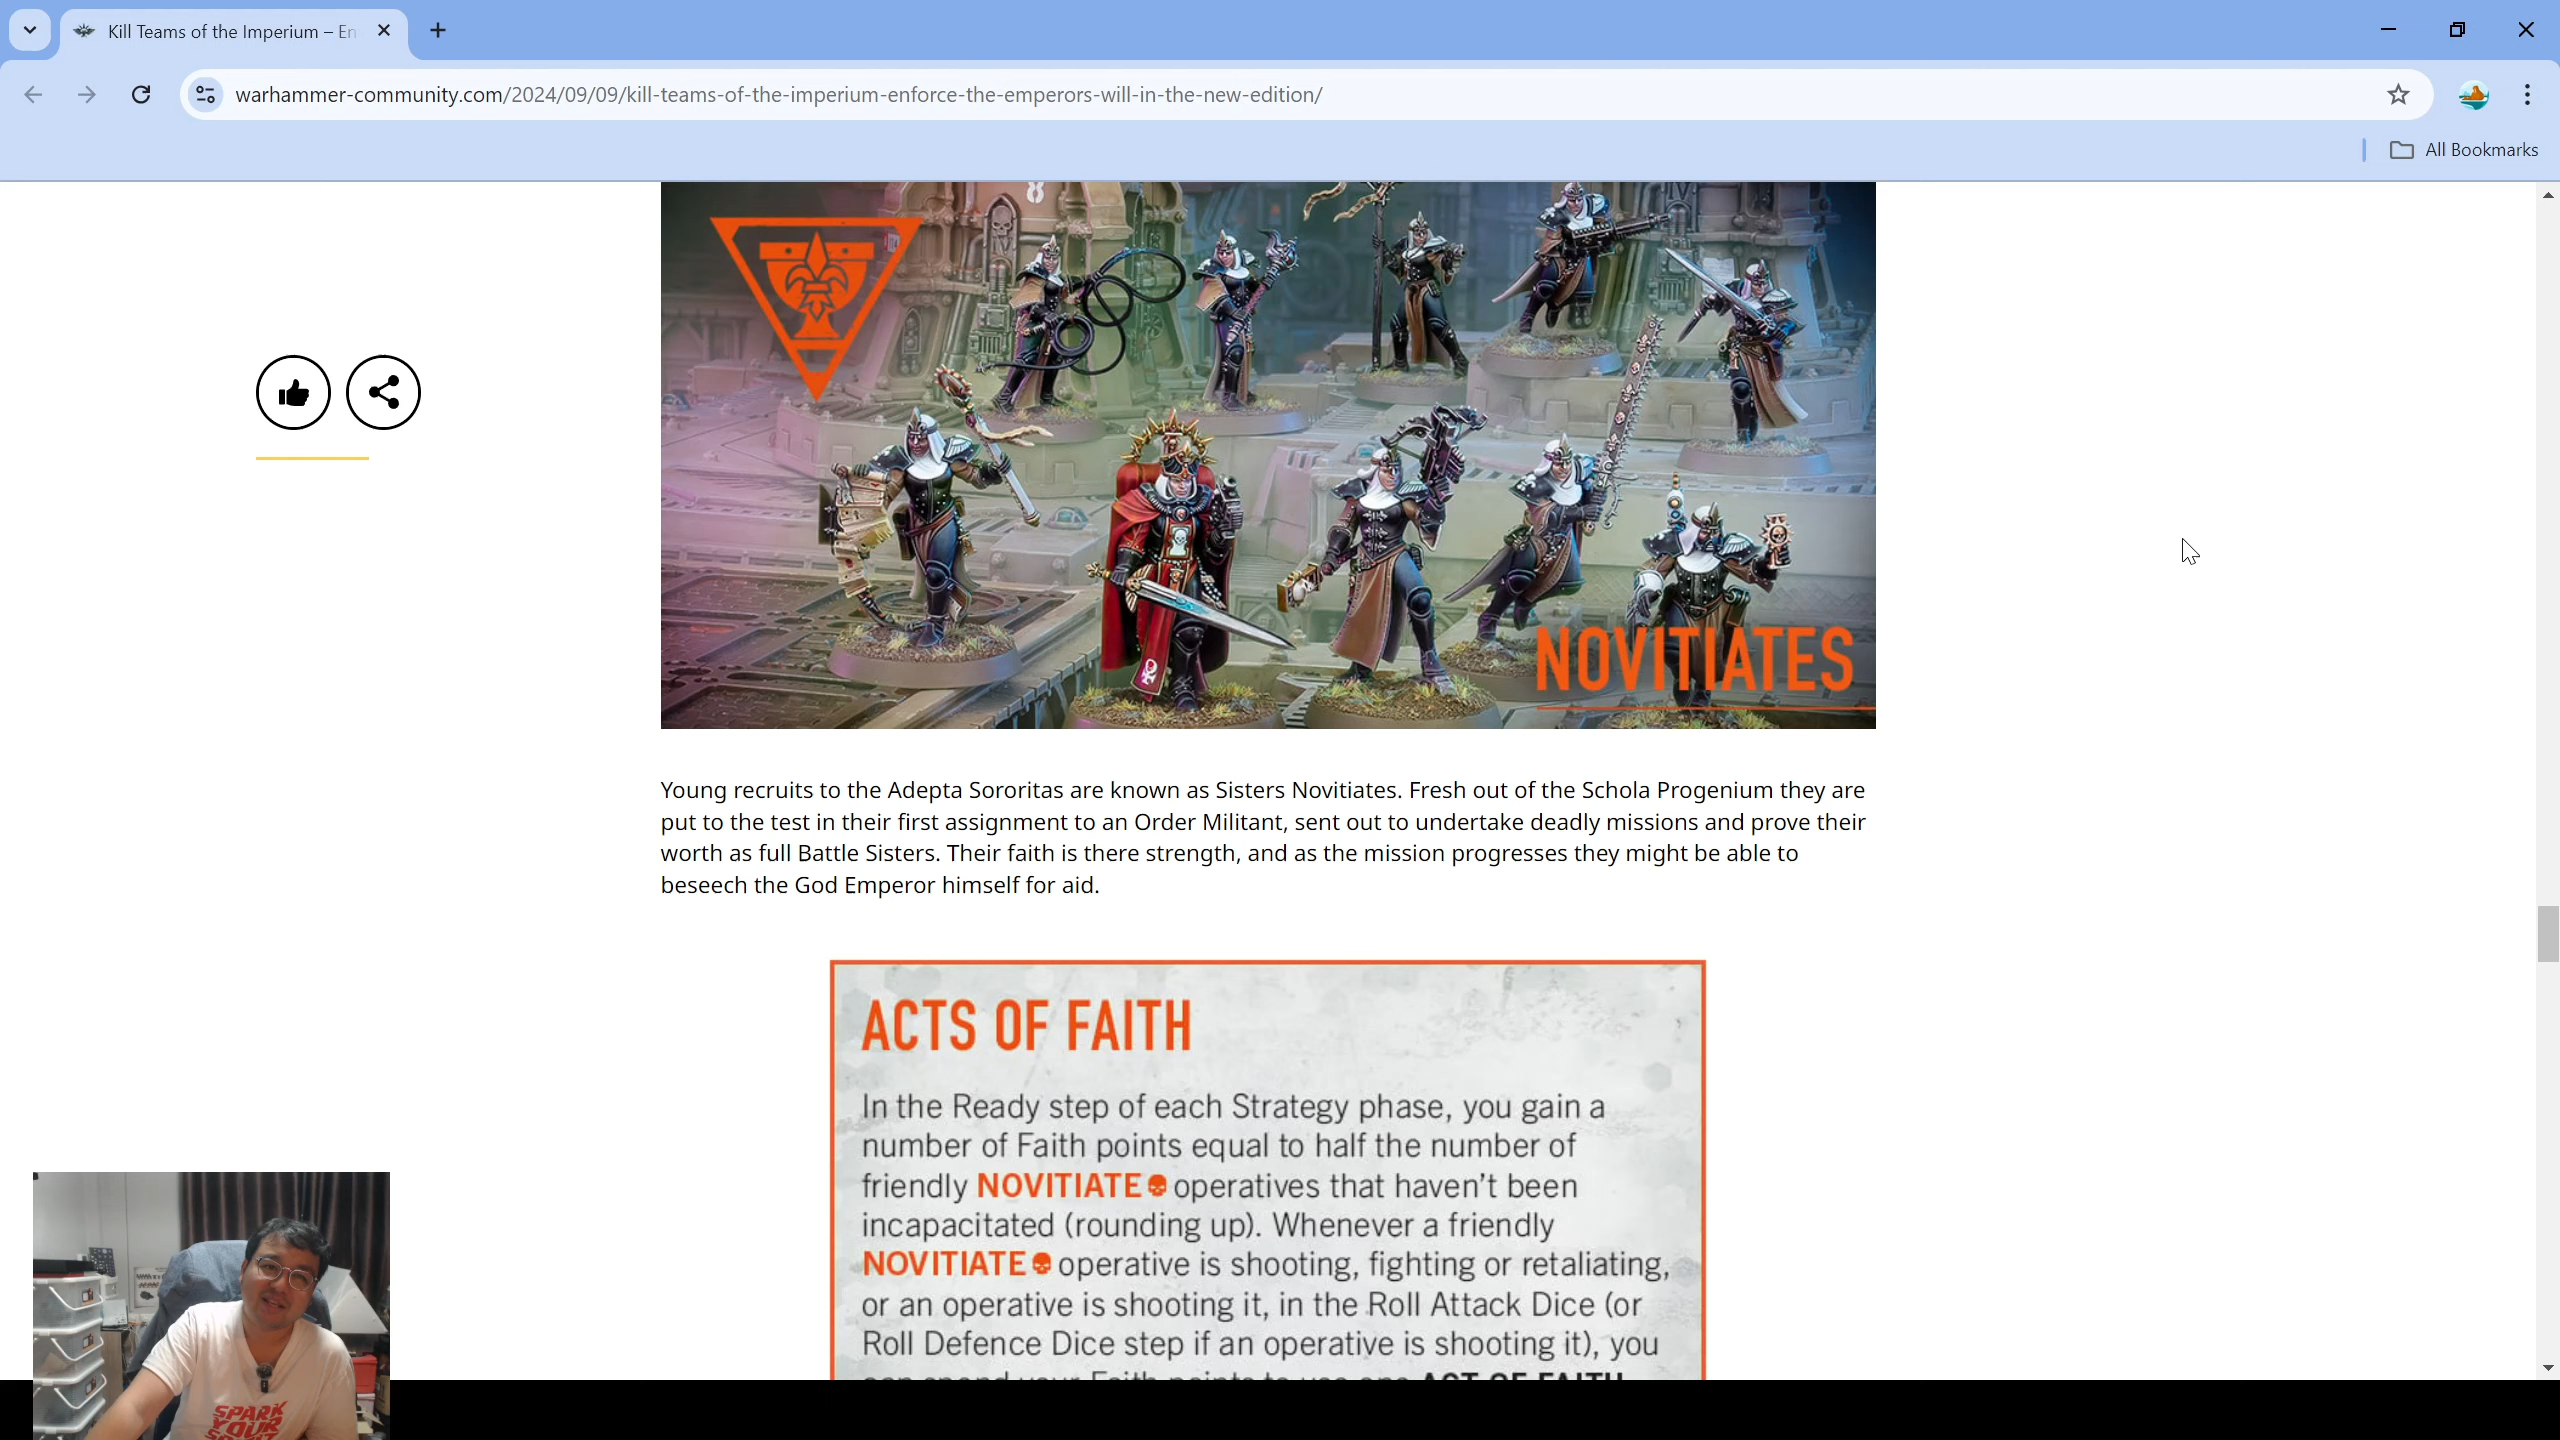 Kill Teams of the Imperium – En
warhammer-community.com/2024/09/09/kill-teams-of-the-imperium-enforce-the-emperors-will-in-the-new-edition/
All Bookmarks
NOVITIATES
Young recruits to the Adepta Sororitas are known as Sisters Novitiates. Fresh out of the Schola Progenium they are
put to the test in their first assignment to an Order Militant, sent out to undertake deadly missions and prove their
worth as full Battle Sisters. Their faith is there strength, and as the mission progresses they might be able to
beseech the God Emperor himself for aid.
ACTS OF FAITH
In the Ready step of each Strategy phase, you gain a
number of Faith points equal to half the number of
friendly NOVITIATE operatives that haven't been
incapacitated (rounding up). Whenever a friendly
NOVITIATE operative is shooting, fighting or retaliating,
or an operative is shooting it, in the Roll Attack Dice (or
Roll Defence Dice step if an operative is shooting it), you
SPARK
YOUR